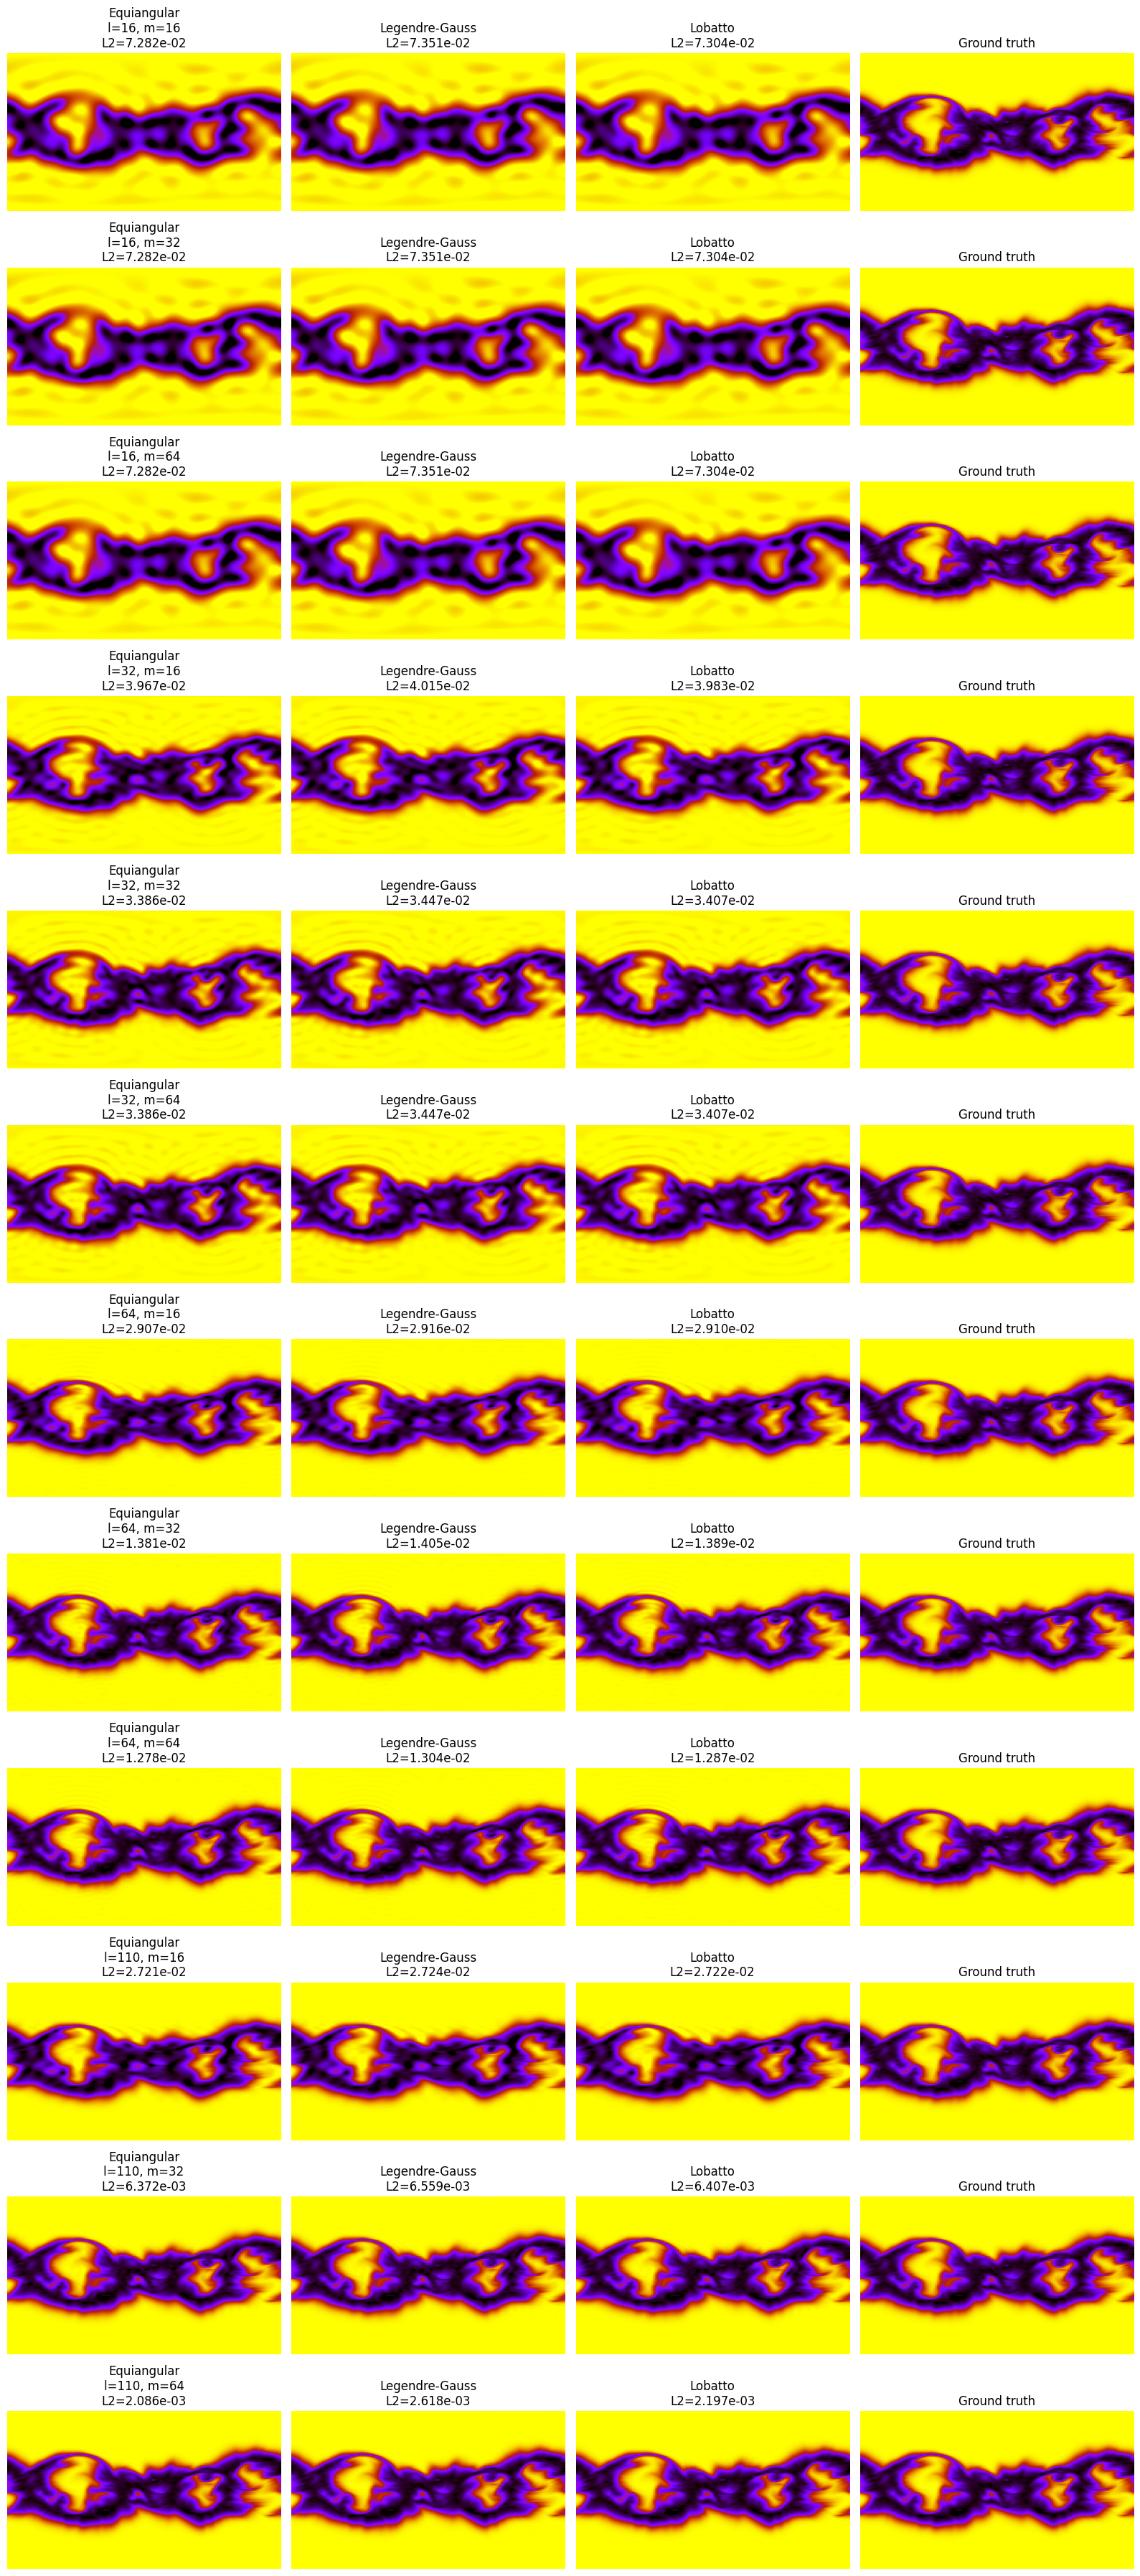 Equiangular
l=16, m=16
L2=7.282e-02
Legendre-Gauss
L2=7.351e-02
Lobatto
L2=7.304e-02
Ground truth
Equiangular
l=16, m=32
L2=7.282e-02
Legendre-Gauss
L2=7.351e-02
Lobatto
L2=7.304e-02
Ground truth
Equiangular
l=16, m=64
L2=7.282e-02
Legendre-Gauss
L2=7.351e-02
Lobatto
L2=7.304e-02
Ground truth
Equiangular
l=32, m=16
L2=3.967e-02
Legendre-Gauss
L2=4.015e-02
Lobatto
L2=3.983e-02
Ground truth
Equiangular
l=32, m=32
L2=3.386e-02
Legendre-Gauss
L2=3.447e-02
Lobatto
L2=3.407e-02
Ground truth
Equiangular
l=32, m=64
L2=3.386e-02
Legendre-Gauss
L2=3.447e-02
Lobatto
L2=3.407e-02
Ground truth
Equiangular
l=64, m=16
L2=2.907e-02
Legendre-Gauss
L2=2.916e-02
Lobatto
L2=2.910e-02
Ground truth
Equiangular
l=64, m=32
L2=1.381e-02
Legendre-Gauss
L2=1.405e-02
Lobatto
L2=1.389e-02
Ground truth
Equiangular
l=64, m=64
L2=1.278e-02
Legendre-Gauss
L2=1.304e-02
Lobatto
L2=1.287e-02
Ground truth
Equiangular
l=110, m=16
L2=2.721e-02
Legendre-Gauss
L2=2.724e-02
Lobatto
L2=2.722e-02
Ground truth
Equiangular
l=110, m=32
L2=6.372e-03
Legendre-Gauss
L2=6.559e-03
Lobatto
L2=6.407e-03
Ground truth
Equiangular
l=110, m=64
L2=2.086e-03
Legendre-Gauss
L2=2.618e-03
Lobatto
L2=2.197e-03
Ground truth